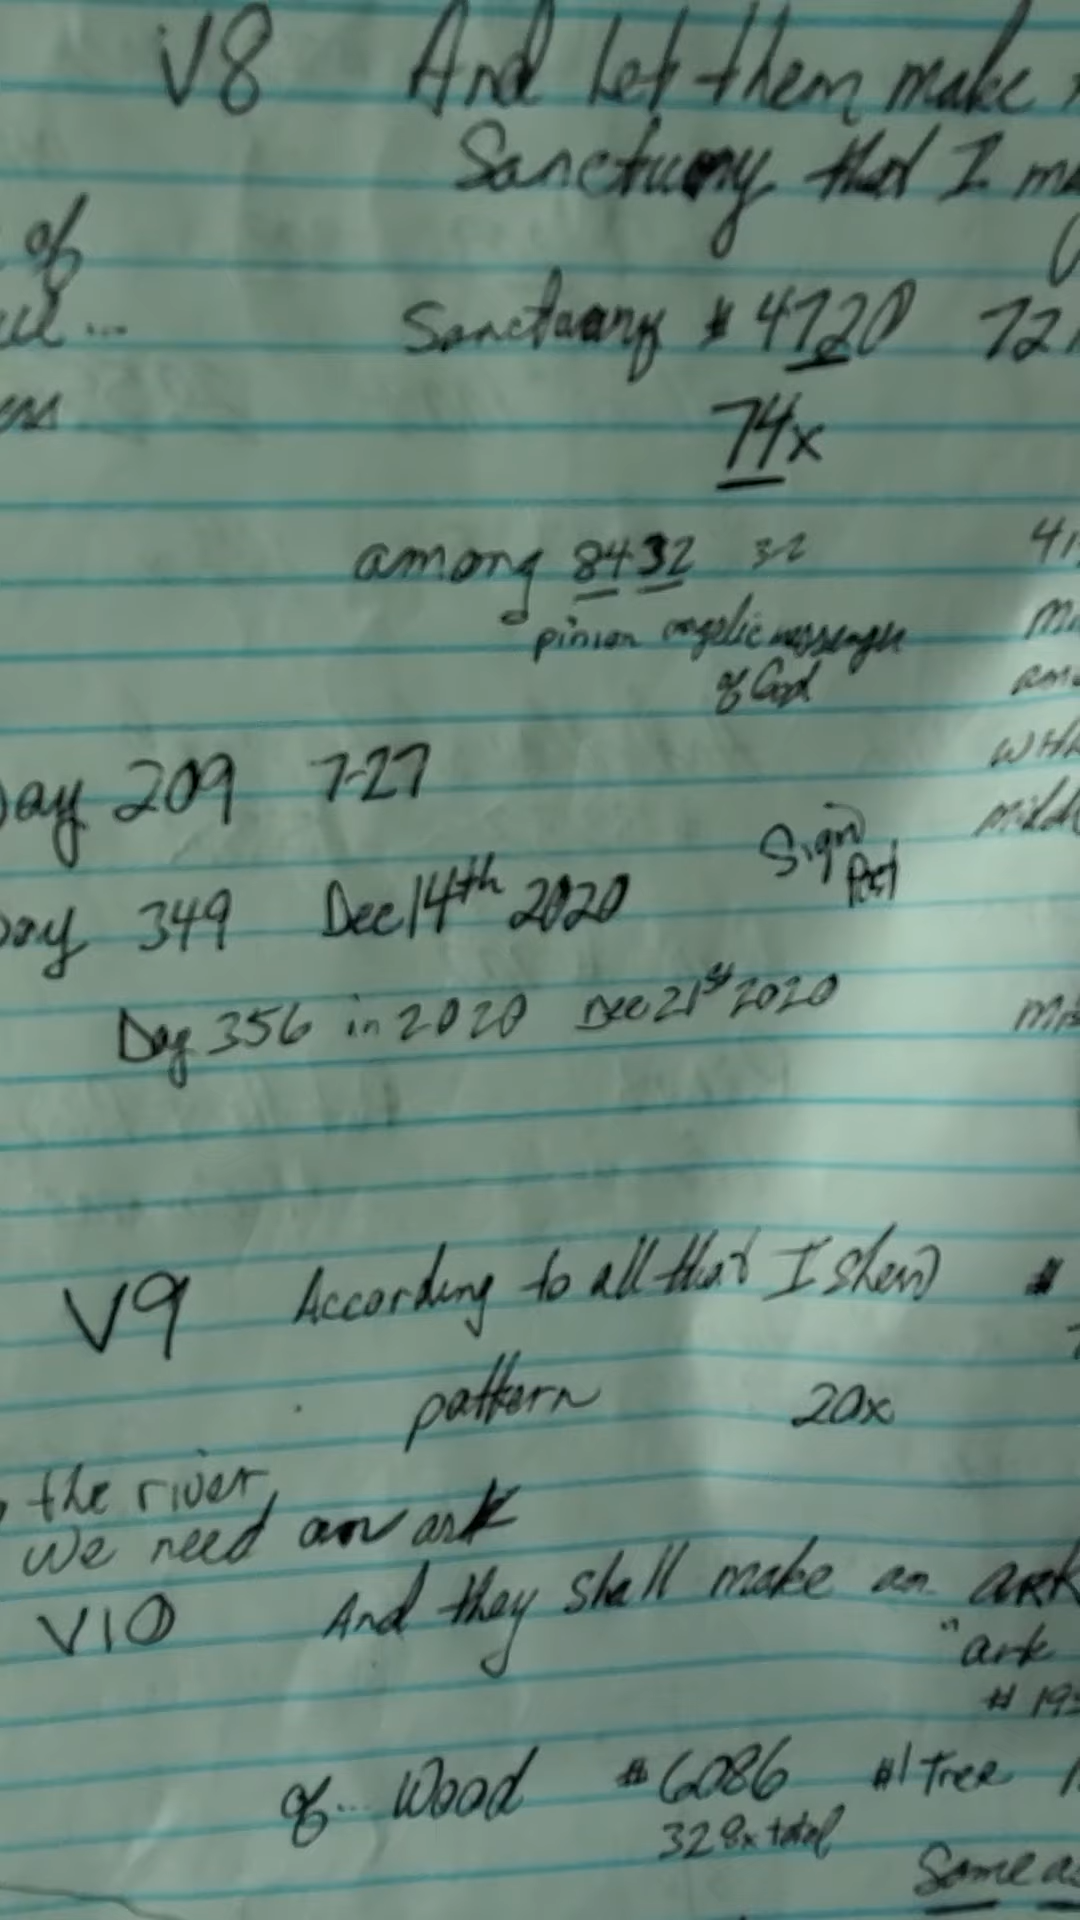 V8 And let them make
Sanctuary that I
of
Sanctuary # 4720 72
74x
among 8432 32
pinion angelic messenger
of God
Day 209 7-27
Sign
Post
Day 349 Dec 14th 2020
Day 356 in 2020 Dec 21st 2020
V9 According to all that I shew #
pattern 20x
the river,
We need an ark
V10 And they shall make an ark
"ark
# 193
of.. Wood #6086 #1 Tree
328x total
Same as